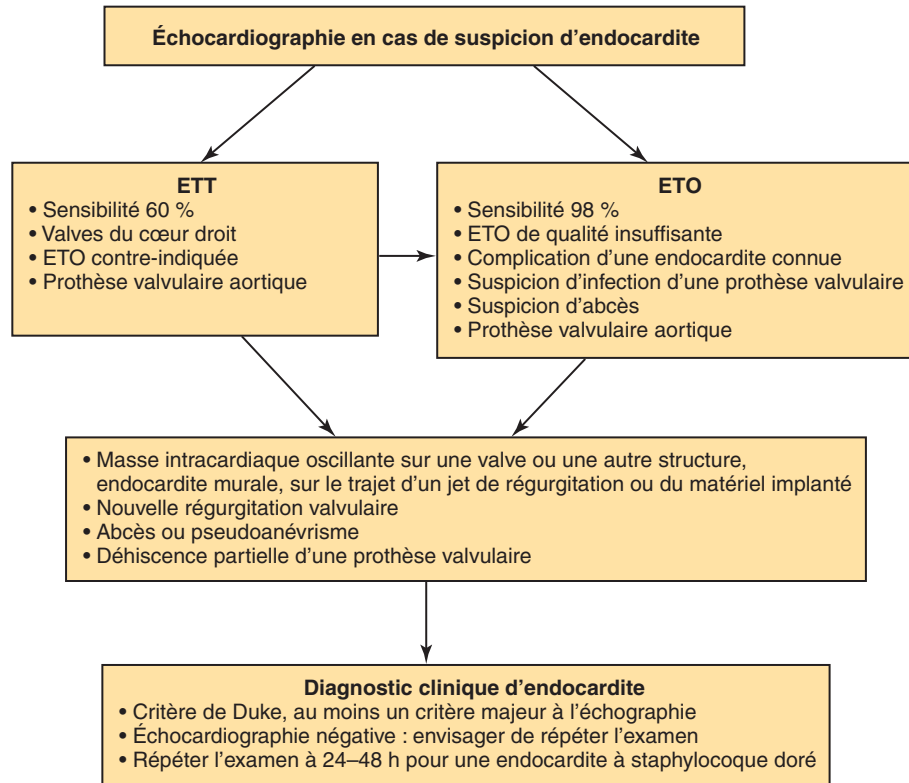 Échocardiographie en cas de suspicion d'endocardite
ETT
• Sensibilité 60 %
• Valves du cœur droit
• ETO contre-indiquée
• Prothèse valvulaire aortique
ETO
• Sensibilité 98 %
• ETO de qualité insuffisante
• Complication d'une endocardite connue
• Suspicion d'infection d'une prothèse valvulaire
• Suspicion d'abcès
• Prothèse valvulaire aortique
• Masse intracardiaque oscillante sur une valve ou une autre structure,
endocardite murale, sur le trajet d'un jet de régurgitation ou du matériel implanté
• Nouvelle régurgitation valvulaire
• Abcès ou pseudoanévrisme
• Déhiscence partielle d'une prothèse valvulaire
Diagnostic clinique d'endocardite
• Critère de Duke, au moins un critère majeur à l'échographie
• Échocardiographie négative : envisager de répéter l'examen
• Répéter l'examen à 24–48 h pour une endocardite à staphylocoque doré